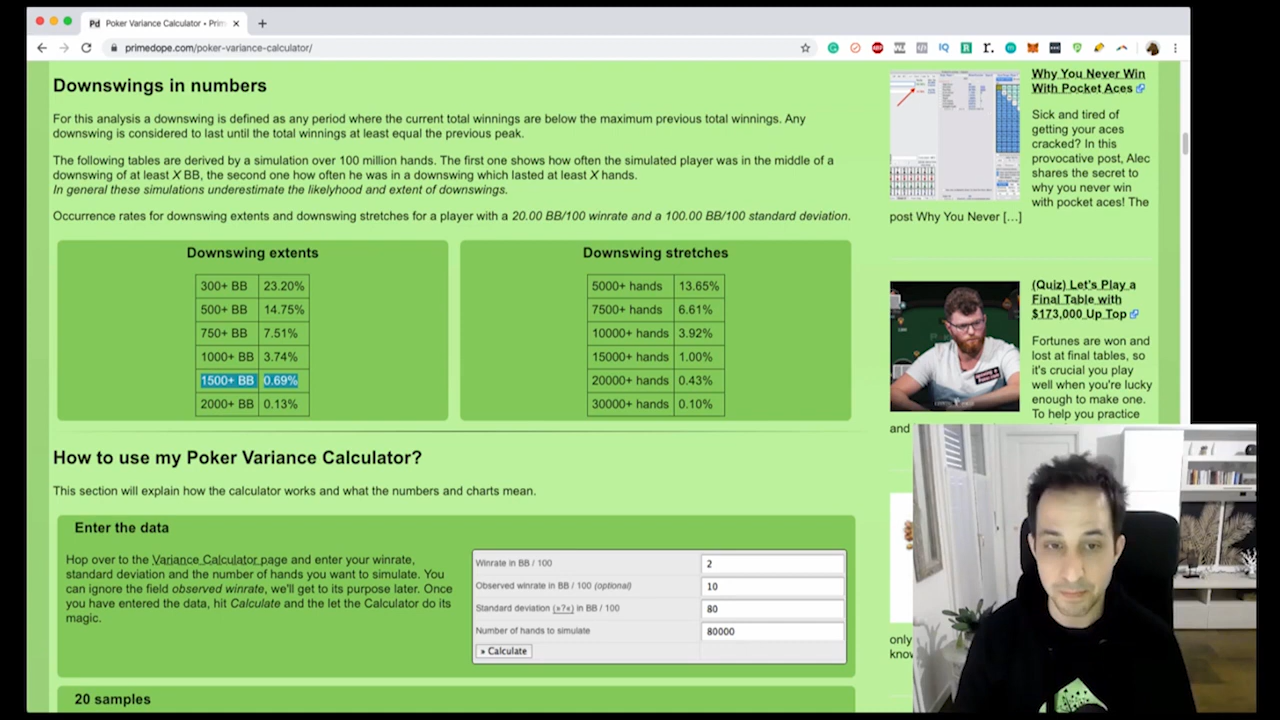 Pd Poker Variance Calculator • Prim
primedope.com/poker-variance-calculator/
Downswings in numbers
For this analysis a downswing is defined as any period where the current total winnings are below the maximum previous total winnings. Any
downswing is considered to last until the total winnings at least equal the previous peak.
The following tables are derived by a simulation over 100 million hands. The first one shows how often the simulated player was in the middle of a
downswing of at least X BB, the second one how often he was in a downswing which lasted at least X hands.
In general these simulations underestimate the likelyhood and extent of downswings.
Occurrence rates for downswing extents and downswing stretches for a player with a 20.00 BB/100 winrate and a 100.00 BB/100 standard deviation.
Downswing extents
300+ BB 23.20%
500+ BB 14.75%
750+ BB 7.51%
1000+ BB 3.74%
1500+ BB 0.69%
2000+ BB 0.13%
Downswing stretches
5000+ hands 13.65%
7500+ hands 6.61%
10000+ hands 3.92%
15000+ hands 1.00%
20000+ hands 0.43%
30000+ hands 0.10%
How to use my Poker Variance Calculator?
This section will explain how the calculator works and what the numbers and charts mean.
Enter the data
Hop over to the Variance Calculator page and enter your winrate,
standard deviation and the number of hands you want to simulate. You
can ignore the field observed winrate, we'll get to its purpose later. Once
you have entered the data, hit Calculate and the let the Calculator do its
magic.
Winrate in BB / 100 2
Observed winrate in BB / 100 (optional) 10
Standard deviation (»?«) in BB / 100 80
Number of hands to simulate 80000
» Calculate
20 samples
Why You Never Win
With Pocket Aces
Sick and tired of
getting your aces
cracked? In this
provocative post, Alec
shares the secret to
why you never win
with pocket aces! The
post Why You Never […]
(Quiz) Let's Play a
Final Table with
$173,000 Up Top
Fortunes are won and
lost at final tables, so
it's crucial you play
well when you're lucky
enough to make one.
To help you practice
and
only
know